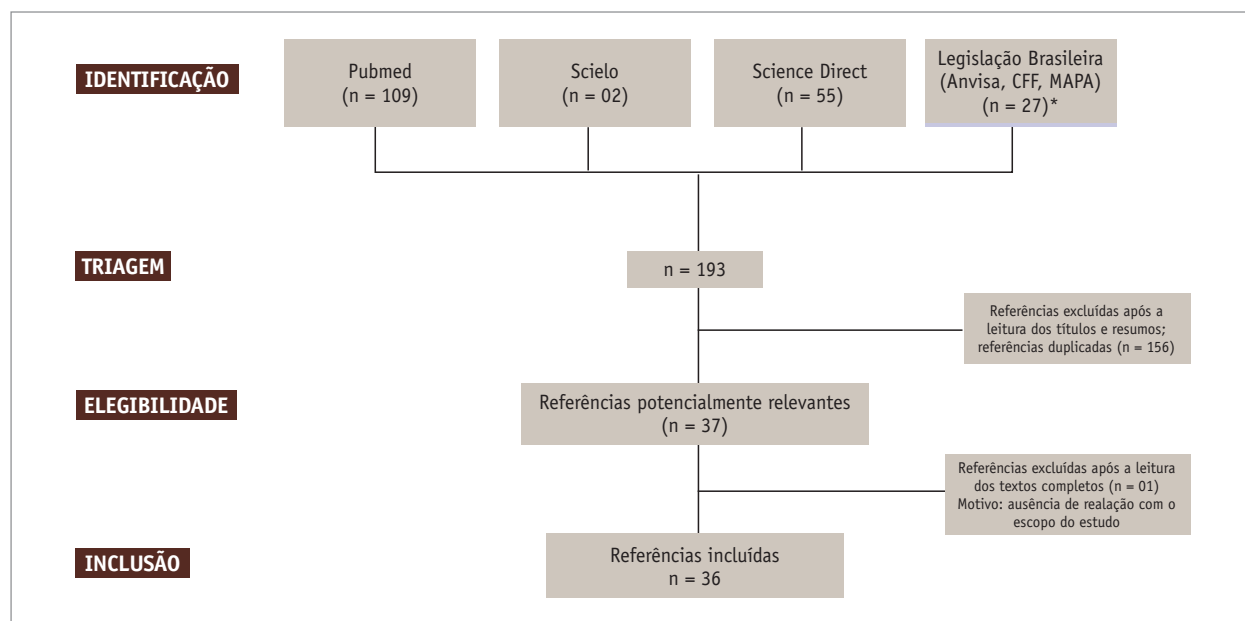 IDENTIFICAÇÃO
Pubmed
(n = 109)
Scielo
(n = 02)
Science Direct
(n = 55)
Legislação Brasileira
(Anvisa, CFF, MAPA)
(n = 27)*
TRIAGEM
n = 193
Referências excluídas após a
leitura dos títulos e resumos;
referências duplicadas (n = 156)
ELEGIBILIDADE
Referências potencialmente relevantes
(n = 37)
Referências excluídas após a leitura
dos textos completos (n = 01)
Motivo: ausência de realação com o
escopo do estudo
INCLUSÃO
Referências incluídas
n = 36